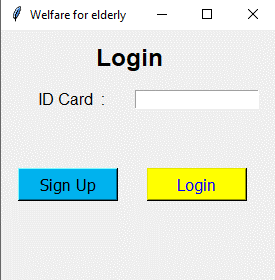 Welfare for elderly
Login
ID Card :
Sign Up Login